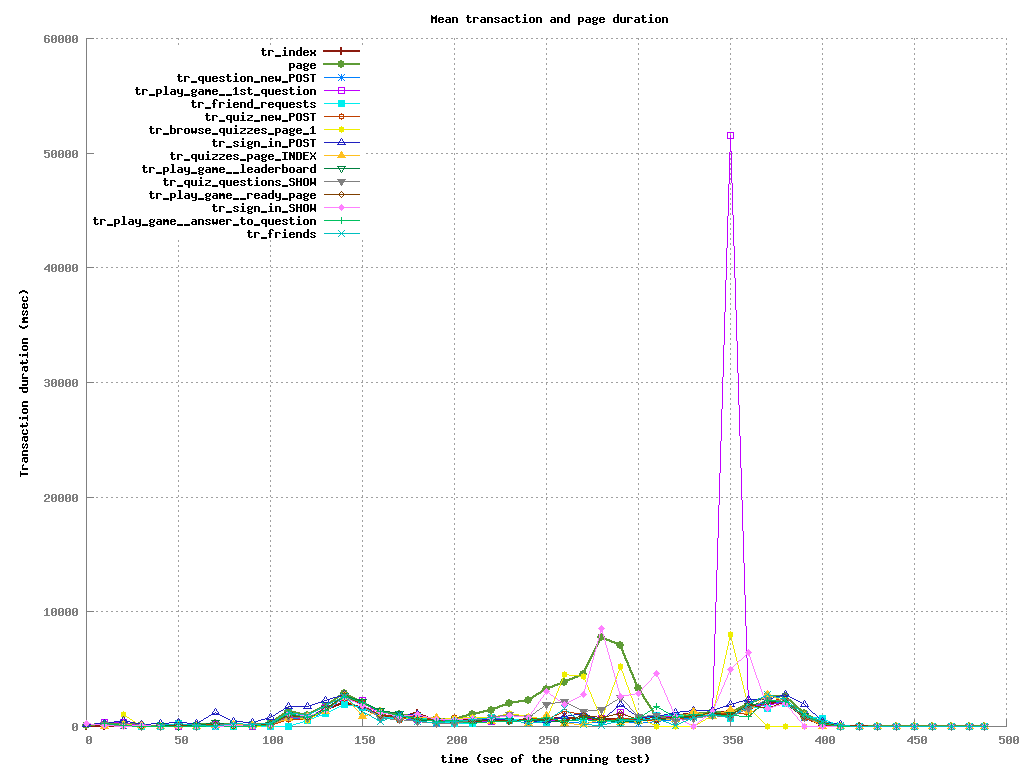 Mean transaction and page duration
60000
50000
40000
30000
20000
10000
0
Transaction duration (msec)
tr_index
page
tr_question_new_POST
tr_play_game__1st_question
tr_friend_requests
tr_quiz_new_POST
tr_browse_quizzes_page_1
tr_sign_in_POST
tr_quizzes_page_INDEX
tr_play_game__leaderboard
tr_quiz_questions_SHOW
tr_play_game__ready_page
tr_sign_in_SHOW
tr_play_game__answer_to_question
tr_friends
0 50 100 150 200 250 300 350 400 450 500
time (sec of the running test)